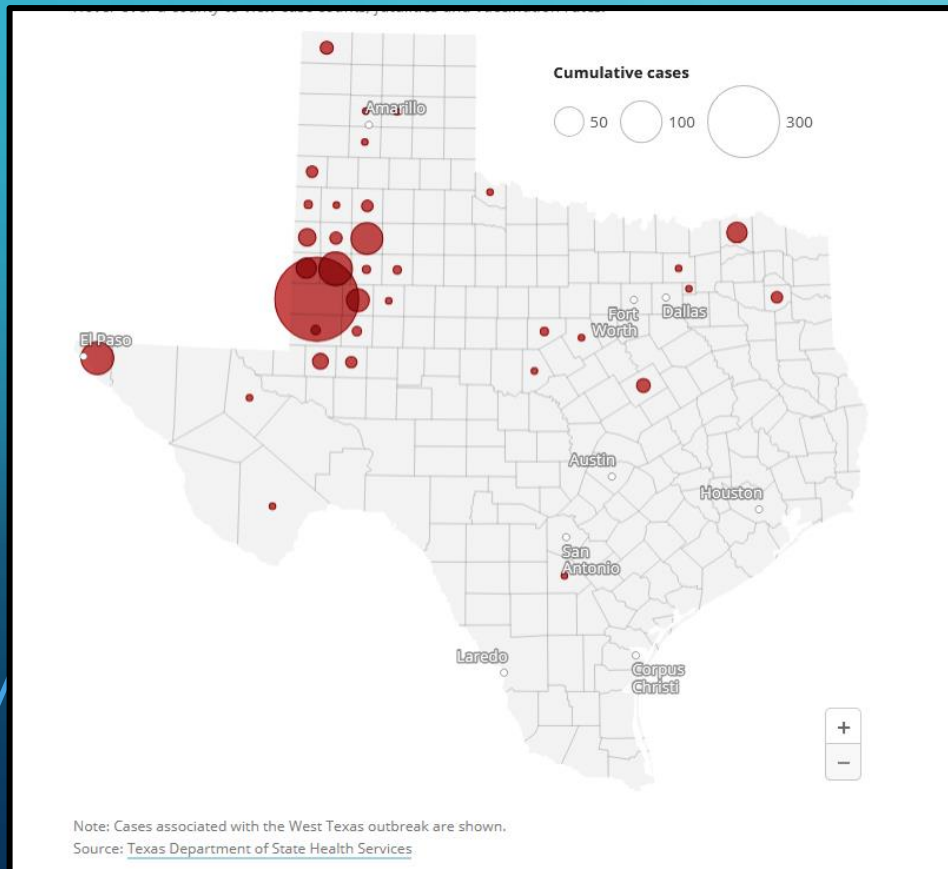 Cumulative cases
50
100
300
Amarillo
El Paso
Fort
Worth
Dallas
Austin
Houston
San
Antonio
Laredo
Corpus
Christi
+
−
Note: Cases associated with the West Texas outbreak are shown.
Source: Texas Department of State Health Services